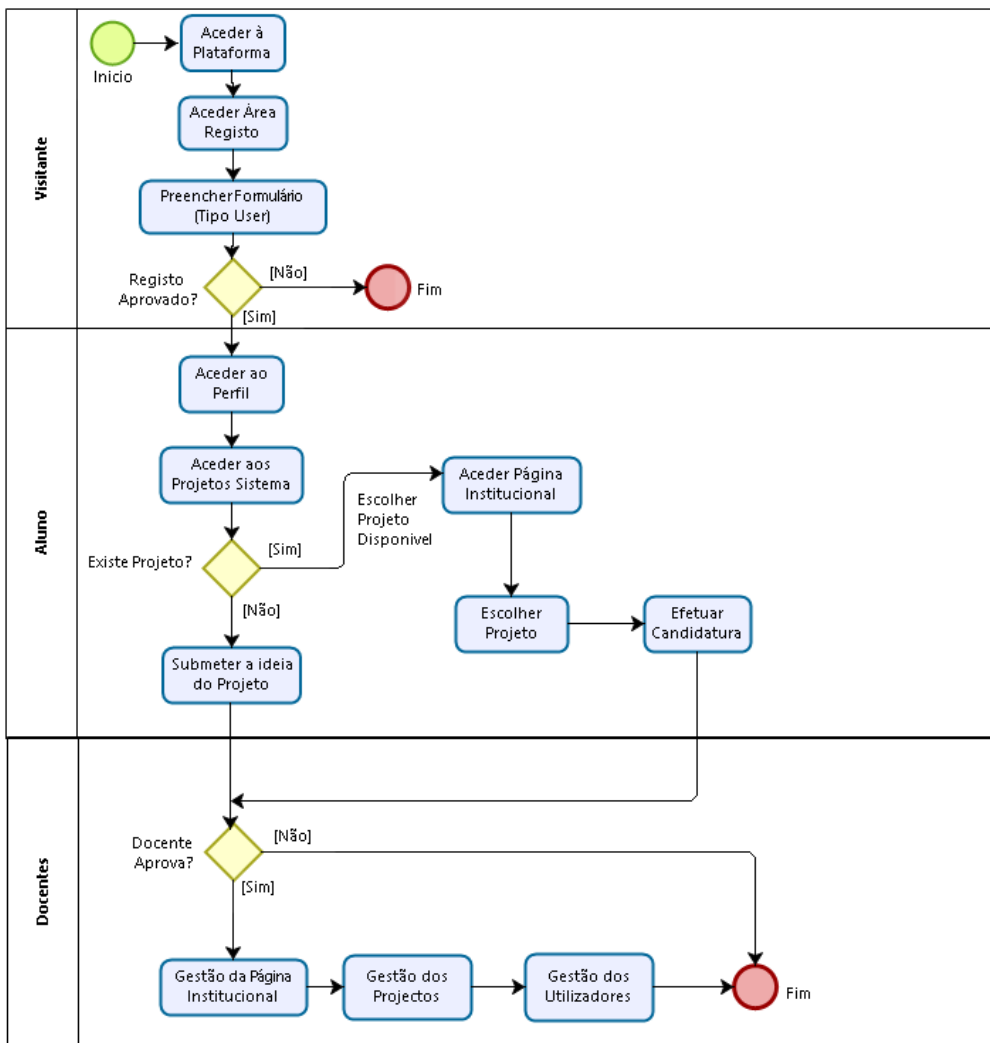 Visitante
Inicio
Aceder à
Plataforma
Aceder Área
Registo
Preencher Formulário
(Tipo User)
Registo
Aprovado?
[Não]
Fim
[Sim]
Aluno
Aceder ao
Perfil
Aceder aos
Projetos Sistema
Existe Projeto?
[Sim]
Escolher
Projeto
Disponivel
Aceder Página
Institucional
[Não]
Escolher
Projeto
Efetuar
Candidatura
Submeter a ideia
do Projeto
Docentes
Docente
Aprova?
[Não]
[Sim]
Gestão da Página
Institucional
Gestão dos
Projectos
Gestão dos
Utilizadores
Fim